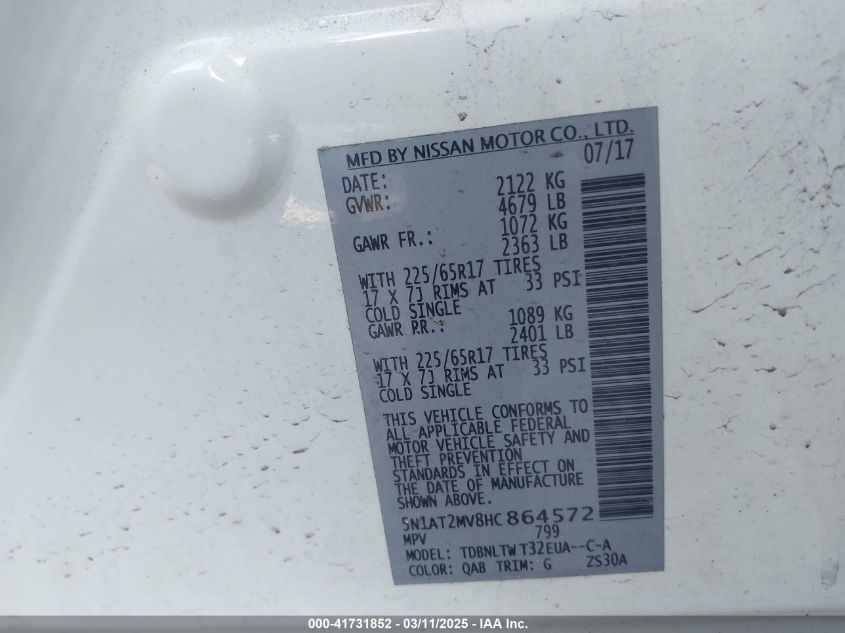 MFD BY NISSAN MOTOR CO., LTD.
DATE: 07/17
GVWR: 2122 KG
4679 LB
GAWR FR.: 1072 KG
2363 LB
WITH 225/65R17 TIRES
17 X 7J RIMS AT 33 PSI
COLD SINGLE
GAWR RR.: 1089 KG
2401 LB
WITH 225/65R17 TIRES
17 X 7J RIMS AT 33 PSI
COLD SINGLE
THIS VEHICLE CONFORMS TO
ALL APPLICABLE FEDERAL
MOTOR VEHICLE SAFETY AND
THEFT PREVENTION
STANDARDS IN EFFECT ON
THE DATE OF MANUFACTURE
SHOWN ABOVE.
5N1AT2MV8HC 864572
MPV 799
MODEL: TDBNLTW T32EUA--C-A
COLOR: QAB TRIM: G ZS30A
000-41731852 - 03/11/2025 - IAA Inc.